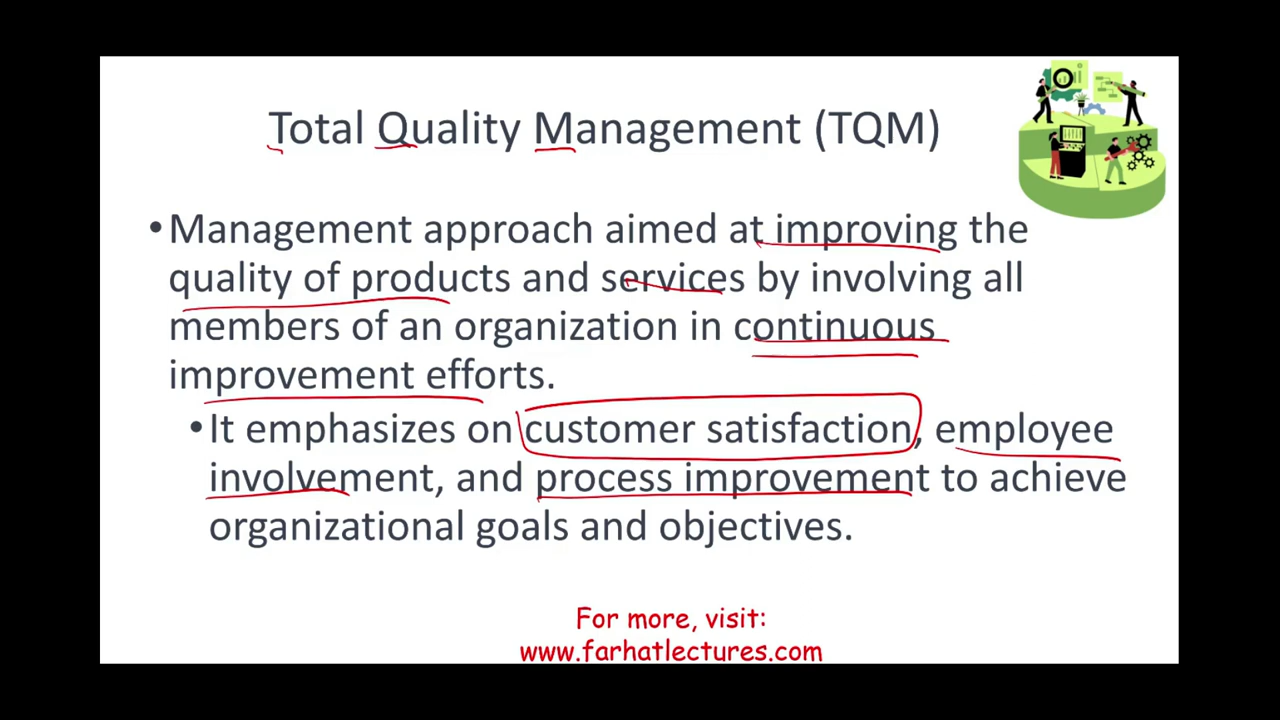 Total Quality Management (TQM)
•Management approach aimed at improving the
quality of products and services by involving all
members of an organization in continuous
improvement efforts.
•It emphasizes on customer satisfaction, employee
involvement, and process improvement to achieve
organizational goals and objectives.
For more, visit:
www.farhatlectures.com